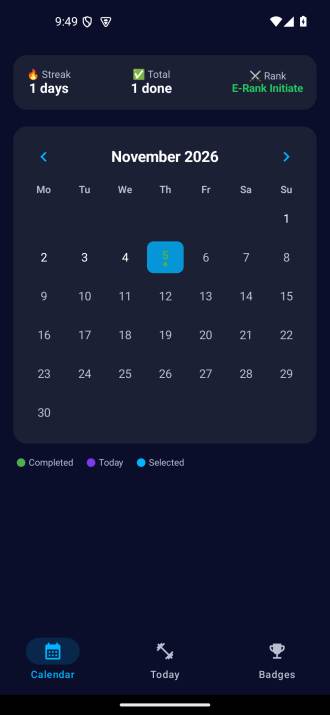 9:49
🔥 Streak
1 days
✅ Total
1 done
⚔️ Rank
E-Rank Initiate
November 2026
Mo Tu We Th Fr Sa Su
1
2 3 4 5 6 7 8
9 10 11 12 13 14 15
16 17 18 19 20 21 22
23 24 25 26 27 28 29
30
Completed Today Selected
Calendar Today Badges